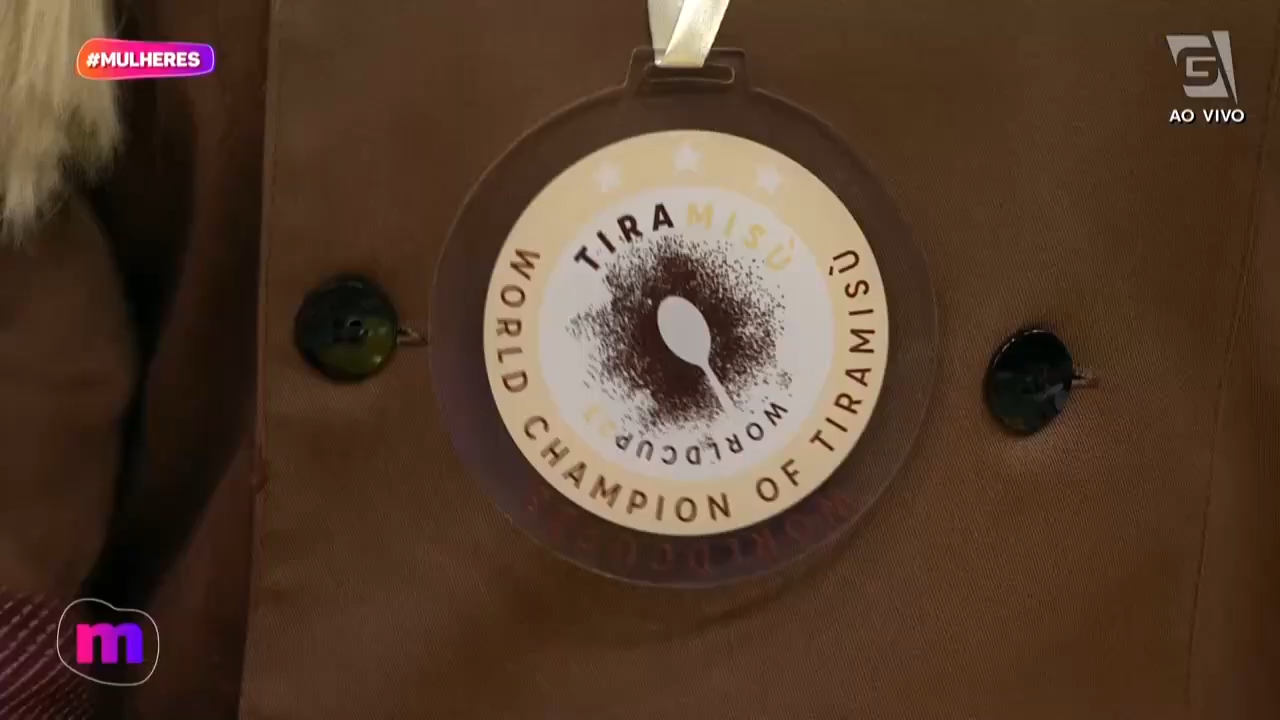 #MULHERES
G
AO VIVO
TIRAMISÙ
WORLDCUP
WORLD CHAMPION OF TIRAMISÙ
m